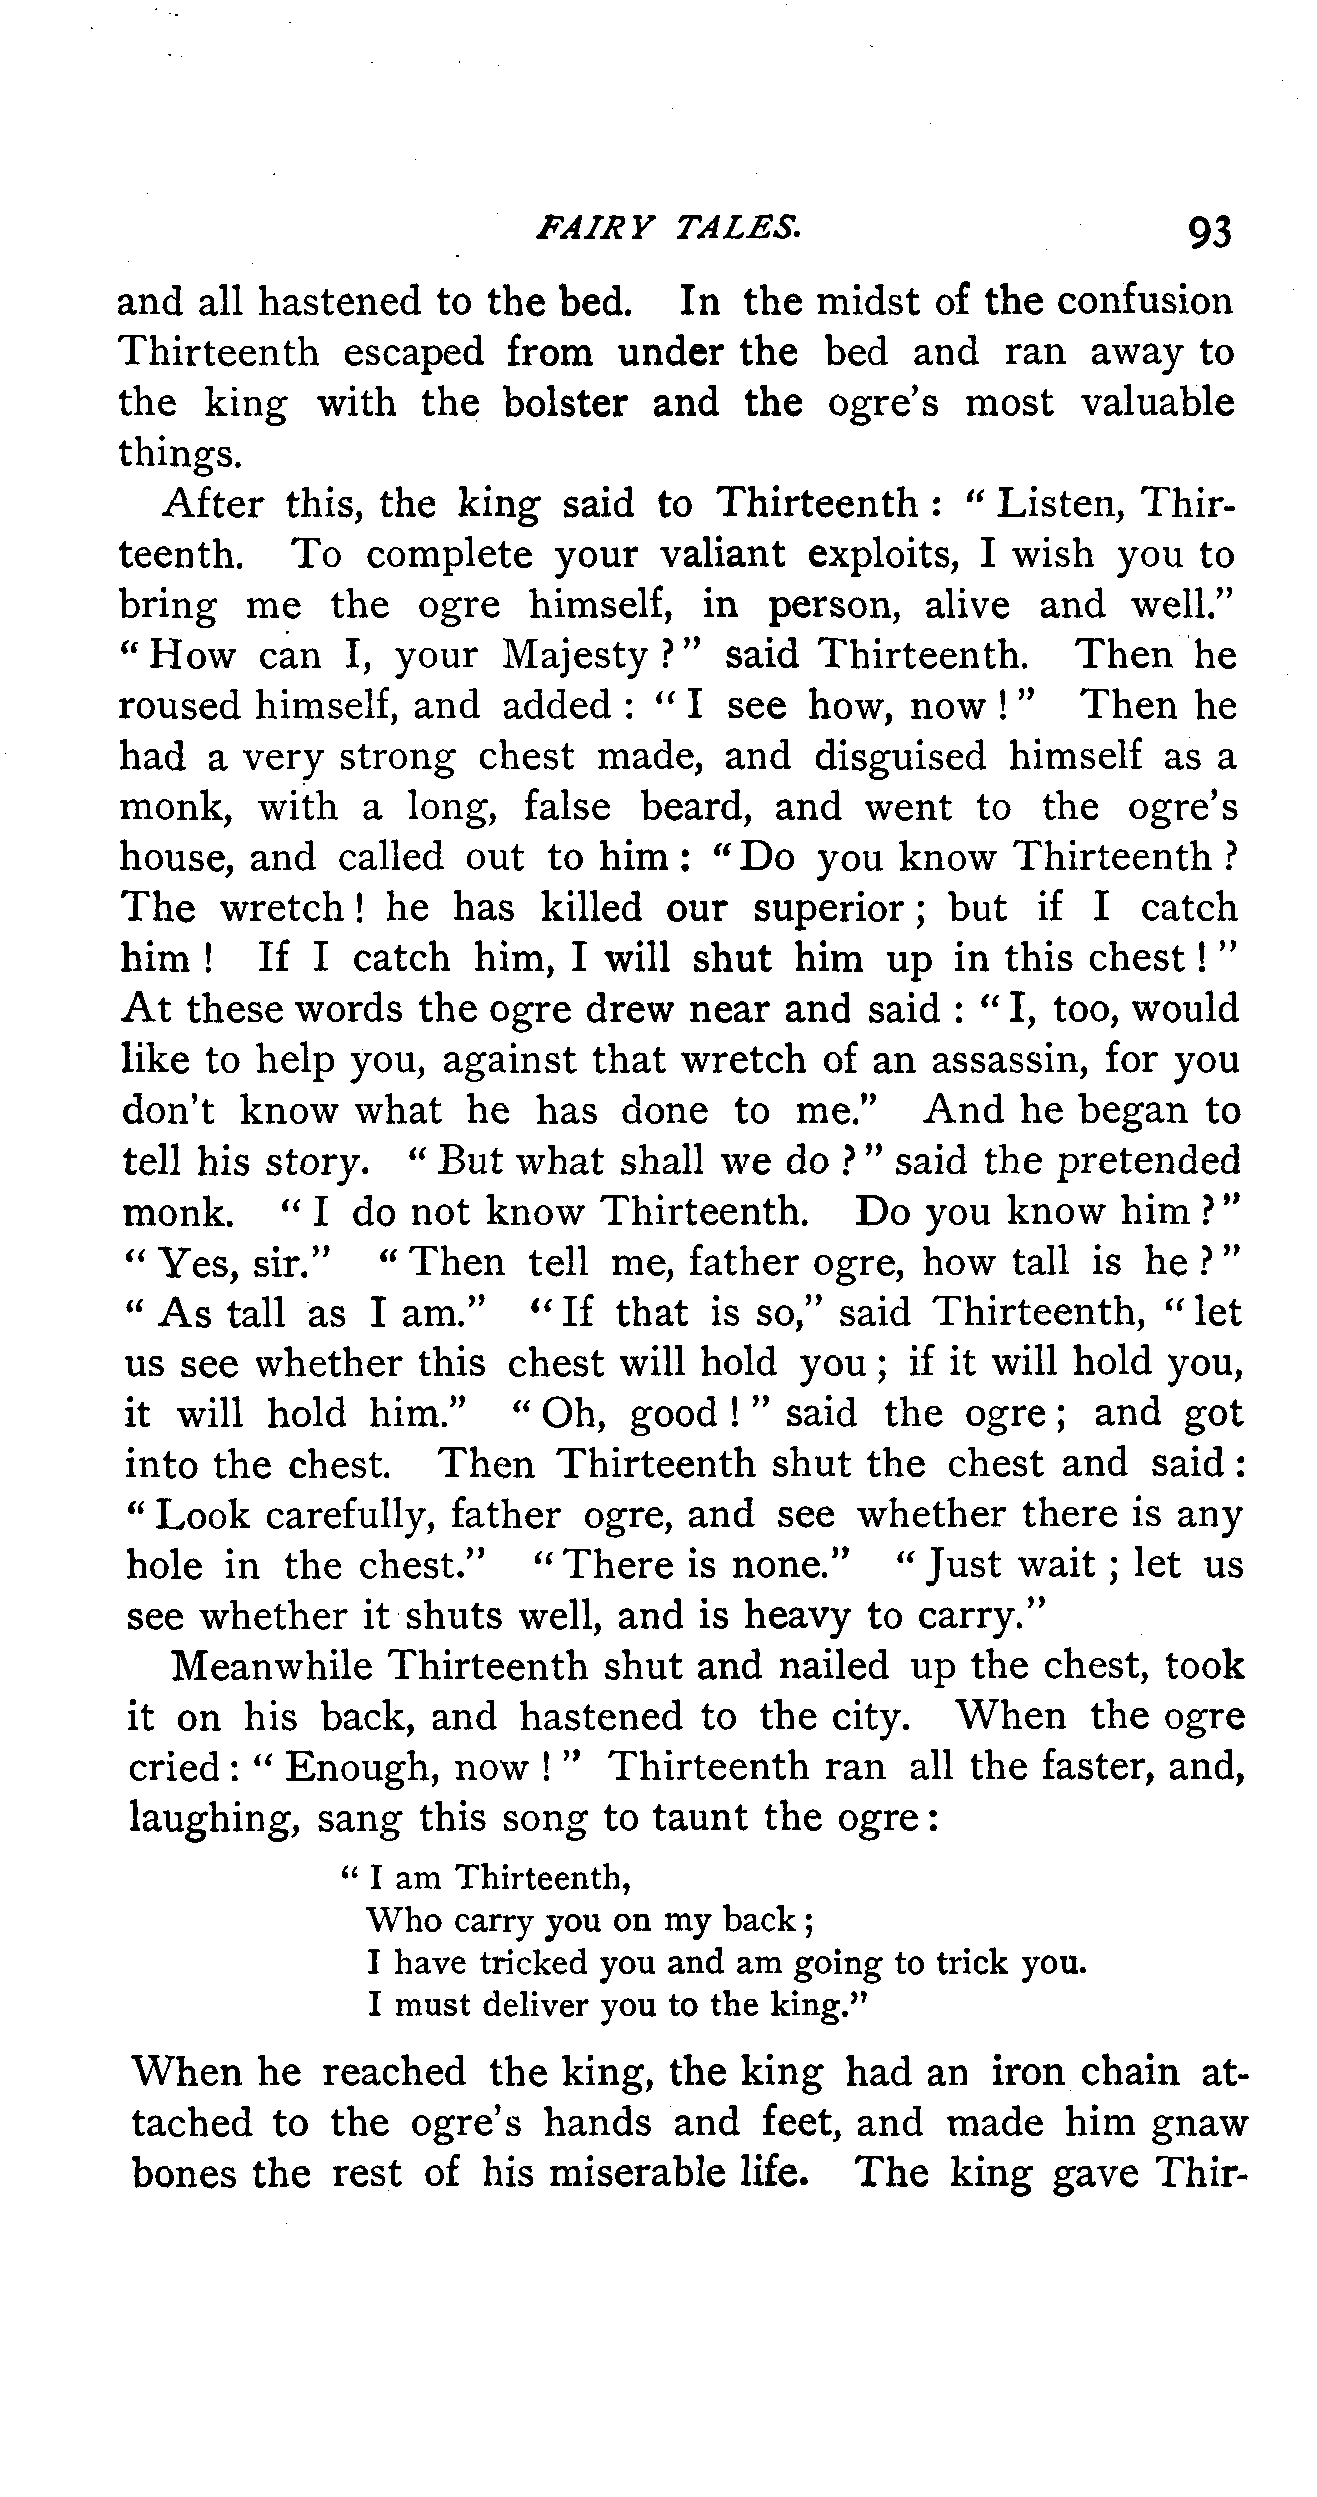 FAIRY TALES. 93
and all hastened to the bed. In the midst of the confusion
Thirteenth escaped from under the bed and ran away to
the king with the bolster and the ogre's most valuable
things.
After this, the king said to Thirteenth : " Listen, Thir-
teenth. To complete your valiant exploits, I wish you to
bring me the ogre himself, in person, alive and well."
" How can I, your Majesty ? " said Thirteenth. Then he
roused himself, and added : " I see how, now ! " Then he
had a very strong chest made, and disguised himself as a
monk, with a long, false beard, and went to the ogre's
house, and called out to him : " Do you know Thirteenth ?
The wretch ! he has killed our superior ; but if I catch
him ! If I catch him, I will shut him up in this chest ! "
At these words the ogre drew near and said : " I, too, would
like to help you, against that wretch of an assassin, for you
don't know what he has done to me." And he began to
tell his story. " But what shall we do ? " said the pretended
monk. " I do not know Thirteenth. Do you know him ? "
" Yes, sir." " Then tell me, father ogre, how tall is he ? "
" As tall as I am." " If that is so," said Thirteenth, " let
us see whether this chest will hold you ; if it will hold you,
it will hold him." " Oh, good ! " said the ogre ; and got
into the chest. Then Thirteenth shut the chest and said :
" Look carefully, father ogre, and see whether there is any
hole in the chest." " There is none." " Just wait ; let us
see whether it shuts well, and is heavy to carry."
Meanwhile Thirteenth shut and nailed up the chest, took
it on his back, and hastened to the city. When the ogre
cried : " Enough, now ! " Thirteenth ran all the faster, and,
laughing, sang this song to taunt the ogre :
" I am Thirteenth,
Who carry you on my back ;
I have tricked you and am going to trick you.
I must deliver you to the king."
When he reached the king, the king had an iron chain at-
tached to the ogre's hands and feet, and made him gnaw
bones the rest of his miserable life. The king gave Thir-